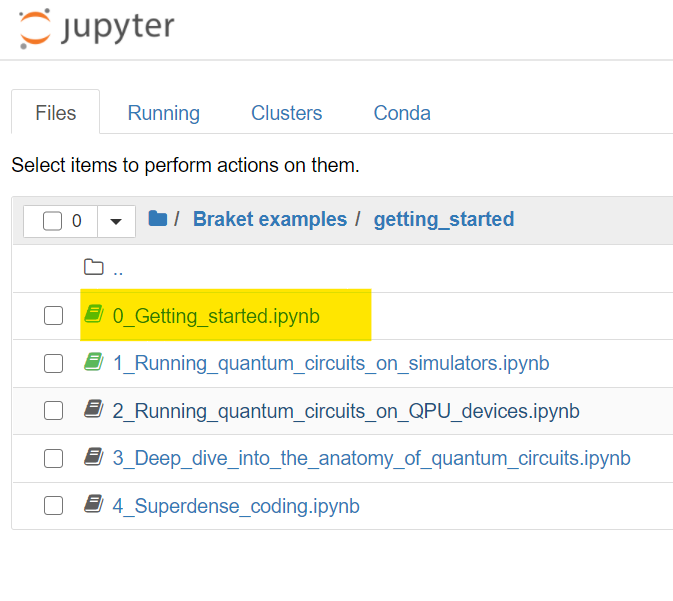 jupyter
Files Running Clusters Conda
Select items to perform actions on them.
0 / Braket examples / getting_started
..
0_Getting_started.ipynb
1_Running_quantum_circuits_on_simulators.ipynb
2_Running_quantum_circuits_on_QPU_devices.ipynb
3_Deep_dive_into_the_anatomy_of_quantum_circuits.ipynb
4_Superdense_coding.ipynb